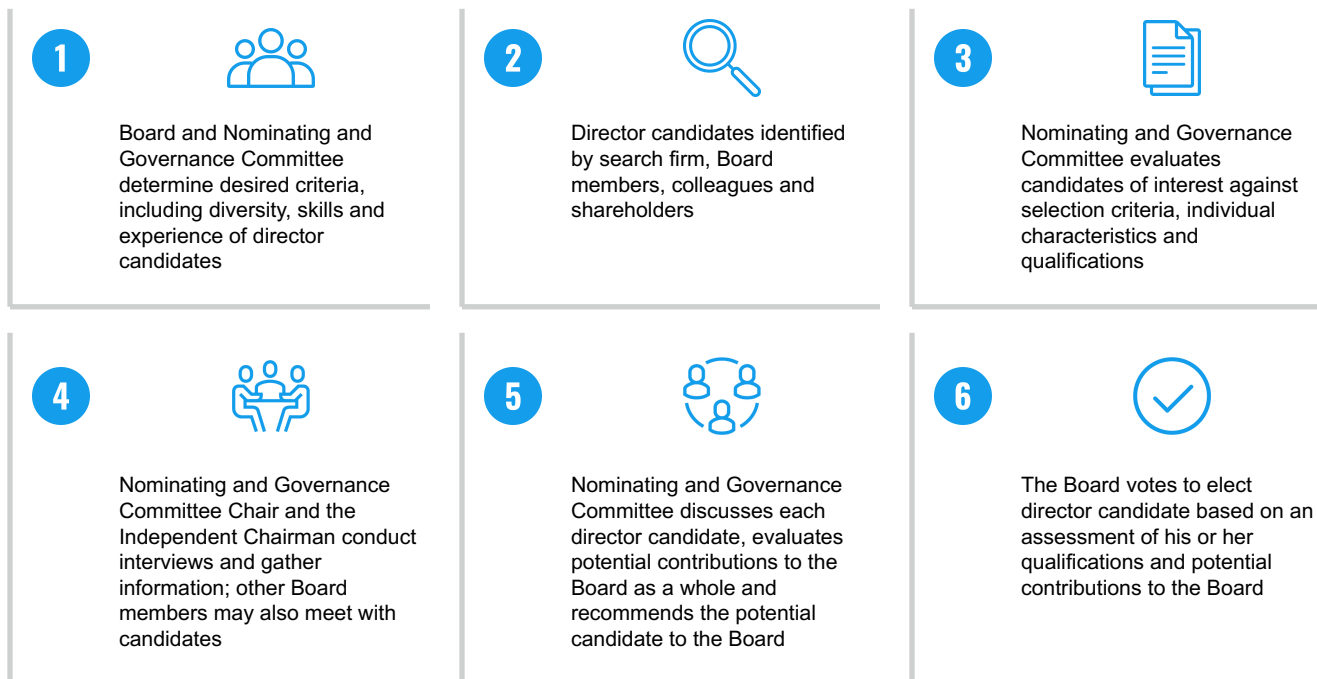 1
Board and Nominating and
Governance Committee
determine desired criteria,
including diversity, skills and
experience of director
candidates
2
Director candidates identified
by search firm, Board
members, colleagues and
shareholders
3
Nominating and Governance
Committee evaluates
candidates of interest against
selection criteria, individual
characteristics and
qualifications
4
Nominating and Governance
Committee Chair and the
Independent Chairman conduct
interviews and gather
information; other Board
members may also meet with
candidates
5
Nominating and Governance
Committee discusses each
director candidate, evaluates
potential contributions to the
Board as a whole and
recommends the potential
candidate to the Board
6
The Board votes to elect
director candidate based on an
assessment of his or her
qualifications and potential
contributions to the Board